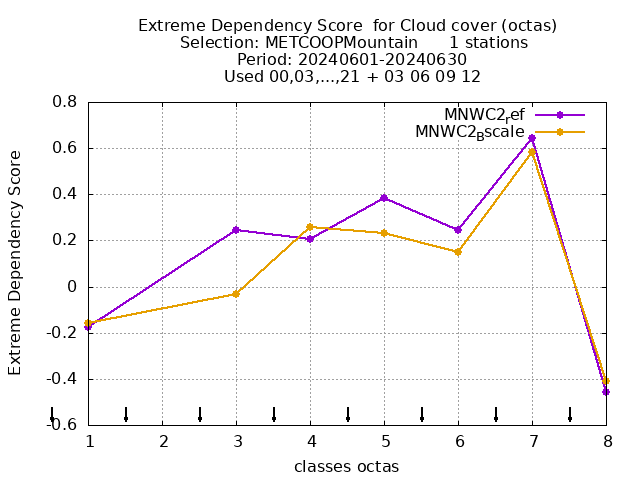 Extreme Dependency Score  for Cloud cover (octas)
Selection: METCOOPMountain      1 stations
Period: 20240601-20240630
Used 00,03,...,21 + 03 06 09 12
MNWC2ref
MNWC2Bscale
0.8
0.6
0.4
0.2
0
-0.2
-0.4
-0.6
Extreme Dependency Score
1 2 3 4 5 6 7 8
classes octas